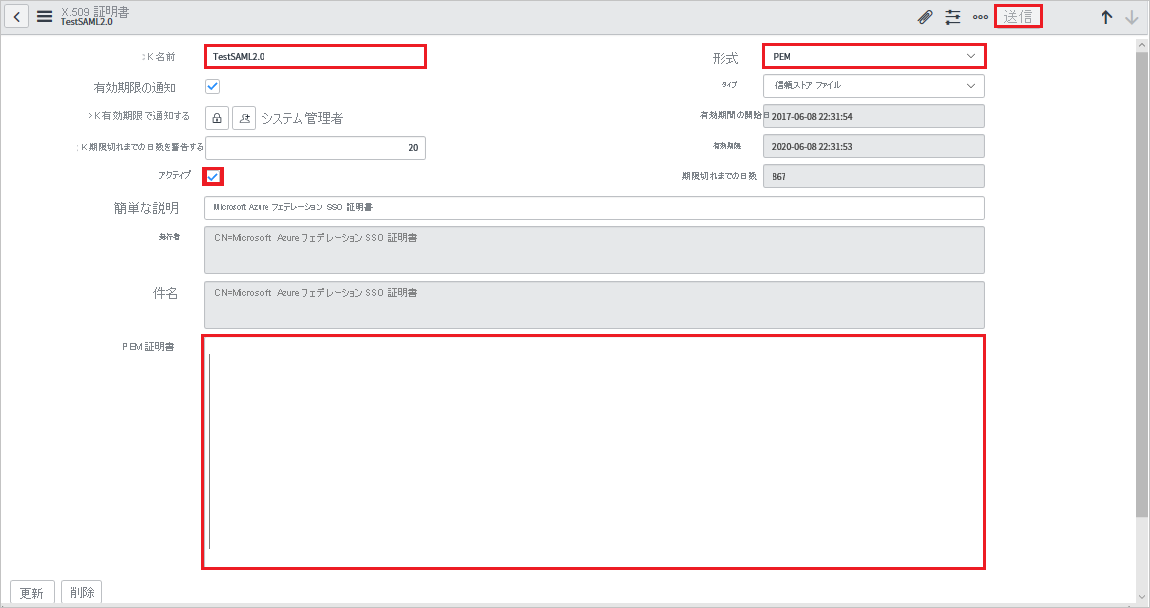 X.509 証明書
TestSAML2.0
送信
:K 名前
TestSAML2.0
形式
PEM
有効期限の通知
タイプ
信頼ストア ファイル
>K 有効期限で通知する
システム管理者
有効期間の開始日
2017-06-08 22:31:54
:K 期限切れまでの日数を警告する
20
有効期限
2020-06-08 22:31:53
アクティブ
期限切れまでの日数
867
簡単な説明
Microsoft Azure フェデレーション SSO 証明書
発行者
CN=Microsoft Azure フェデレーション SSO 証明書
件名
CN=Microsoft Azure フェデレーション SSO 証明書
PEM 証明書
更新
削除